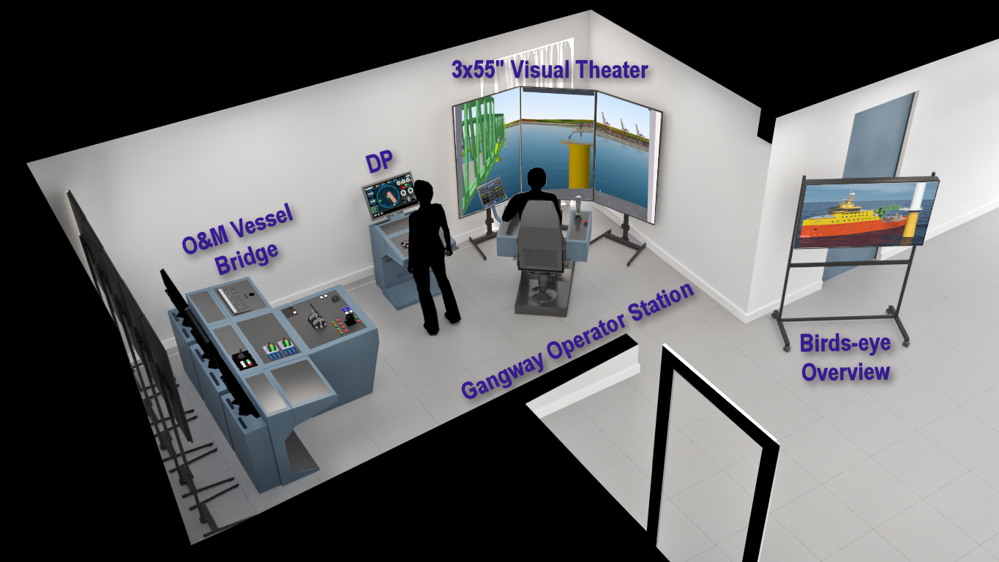 3x55" Visual Theater
DP
O&M Vessel
Bridge
Gangway Operator Station
Birds-eye
Overview